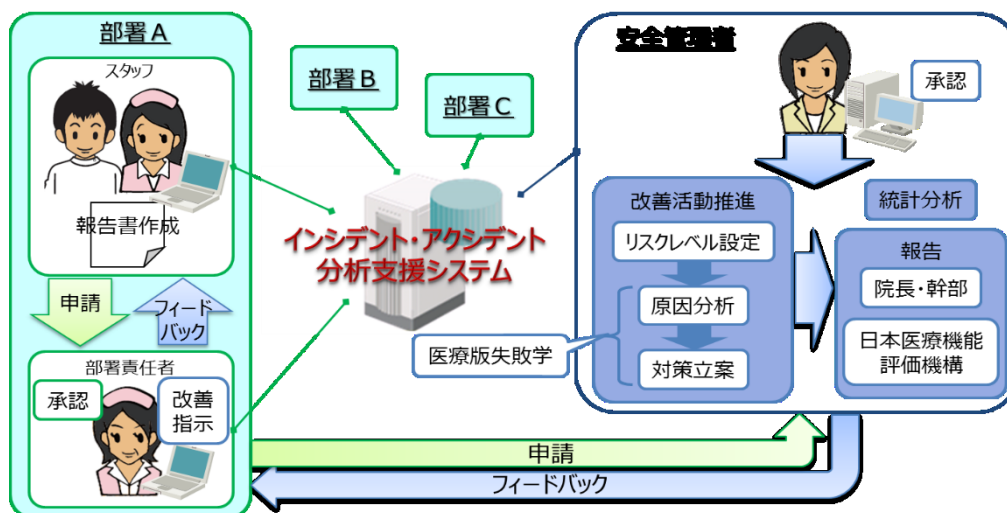 部署A
スタッフ
報告書作成
申請
フィード
バック
部署責任者
承認
改善
指示
部署B
部署C
インシデント・アクシデント
分析支援システム
医療版失敗学
安全管理者
承認
改善活動推進
リスクレベル設定
原因分析
対策立案
統計分析
報告
院長・幹部
日本医療機能
評価機構
申請
フィードバック